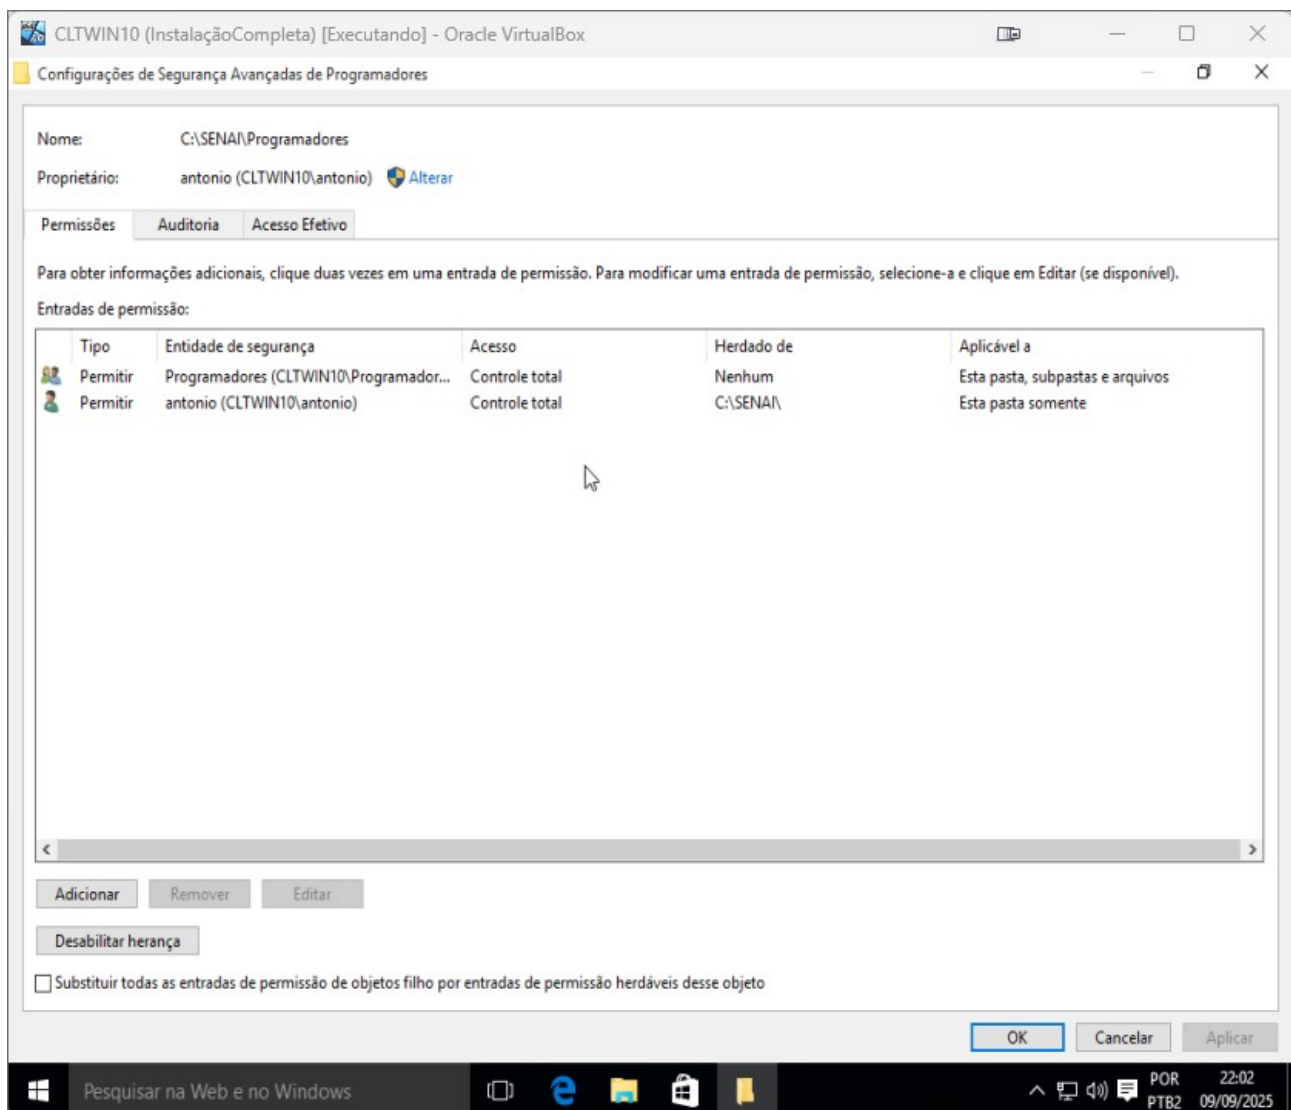 CLTWIN10 (InstalaçãoCompleta) [Executando] - Oracle VirtualBox
Configurações de Segurança Avançadas de Programadores
Nome: C:\SENAI\Programadores
Proprietário: antonio (CLTWIN10\antonio) Alterar
Permissões Auditoria Acesso Efetivo
Para obter informações adicionais, clique duas vezes em uma entrada de permissão. Para modificar uma entrada de permissão, selecione-a e clique em Editar (se disponível).
Entradas de permissão:
Tipo Entidade de segurança Acesso Herdado de Aplicável a
Permitir Programadores (CLTWIN10\Programador... Controle total Nenhum Esta pasta, subpastas e arquivos
Permitir antonio (CLTWIN10\antonio) Controle total C:\SENAI\ Esta pasta somente
Adicionar Remover Editar
Desabilitar herança
Substituir todas as entradas de permissão de objetos filho por entradas de permissão herdáveis desse objeto
OK Cancelar Aplicar
Pesquisar na Web e no Windows POR 22:02
PTB2 09/09/2025